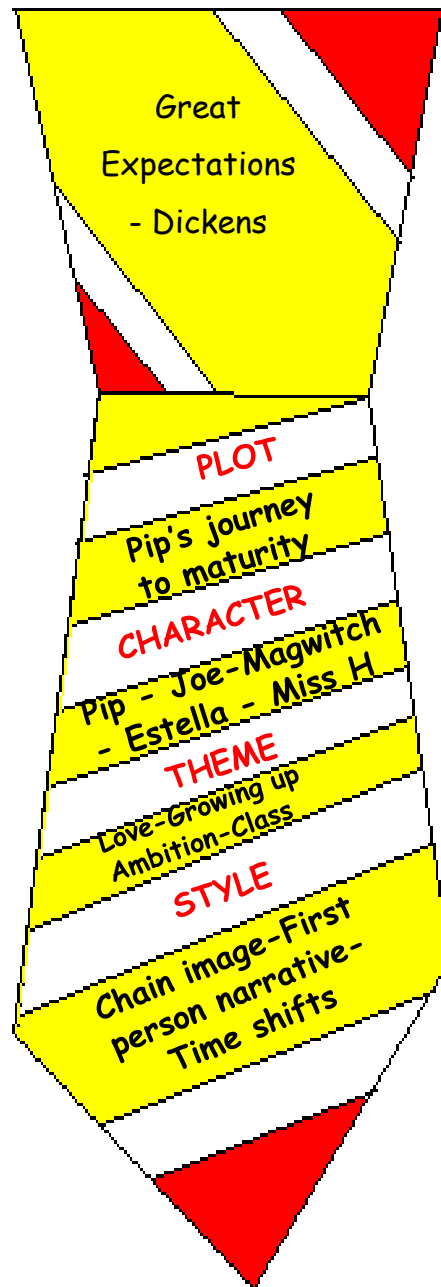 Great
Expectations
- Dickens
PLOT
Pip's journey
to maturity
CHARACTER
Pip - Joe-Magwitch
- Estella - Miss H
THEME
Love-Growing up
Ambition-Class
STYLE
Chain image-First
person narrative-
Time shifts